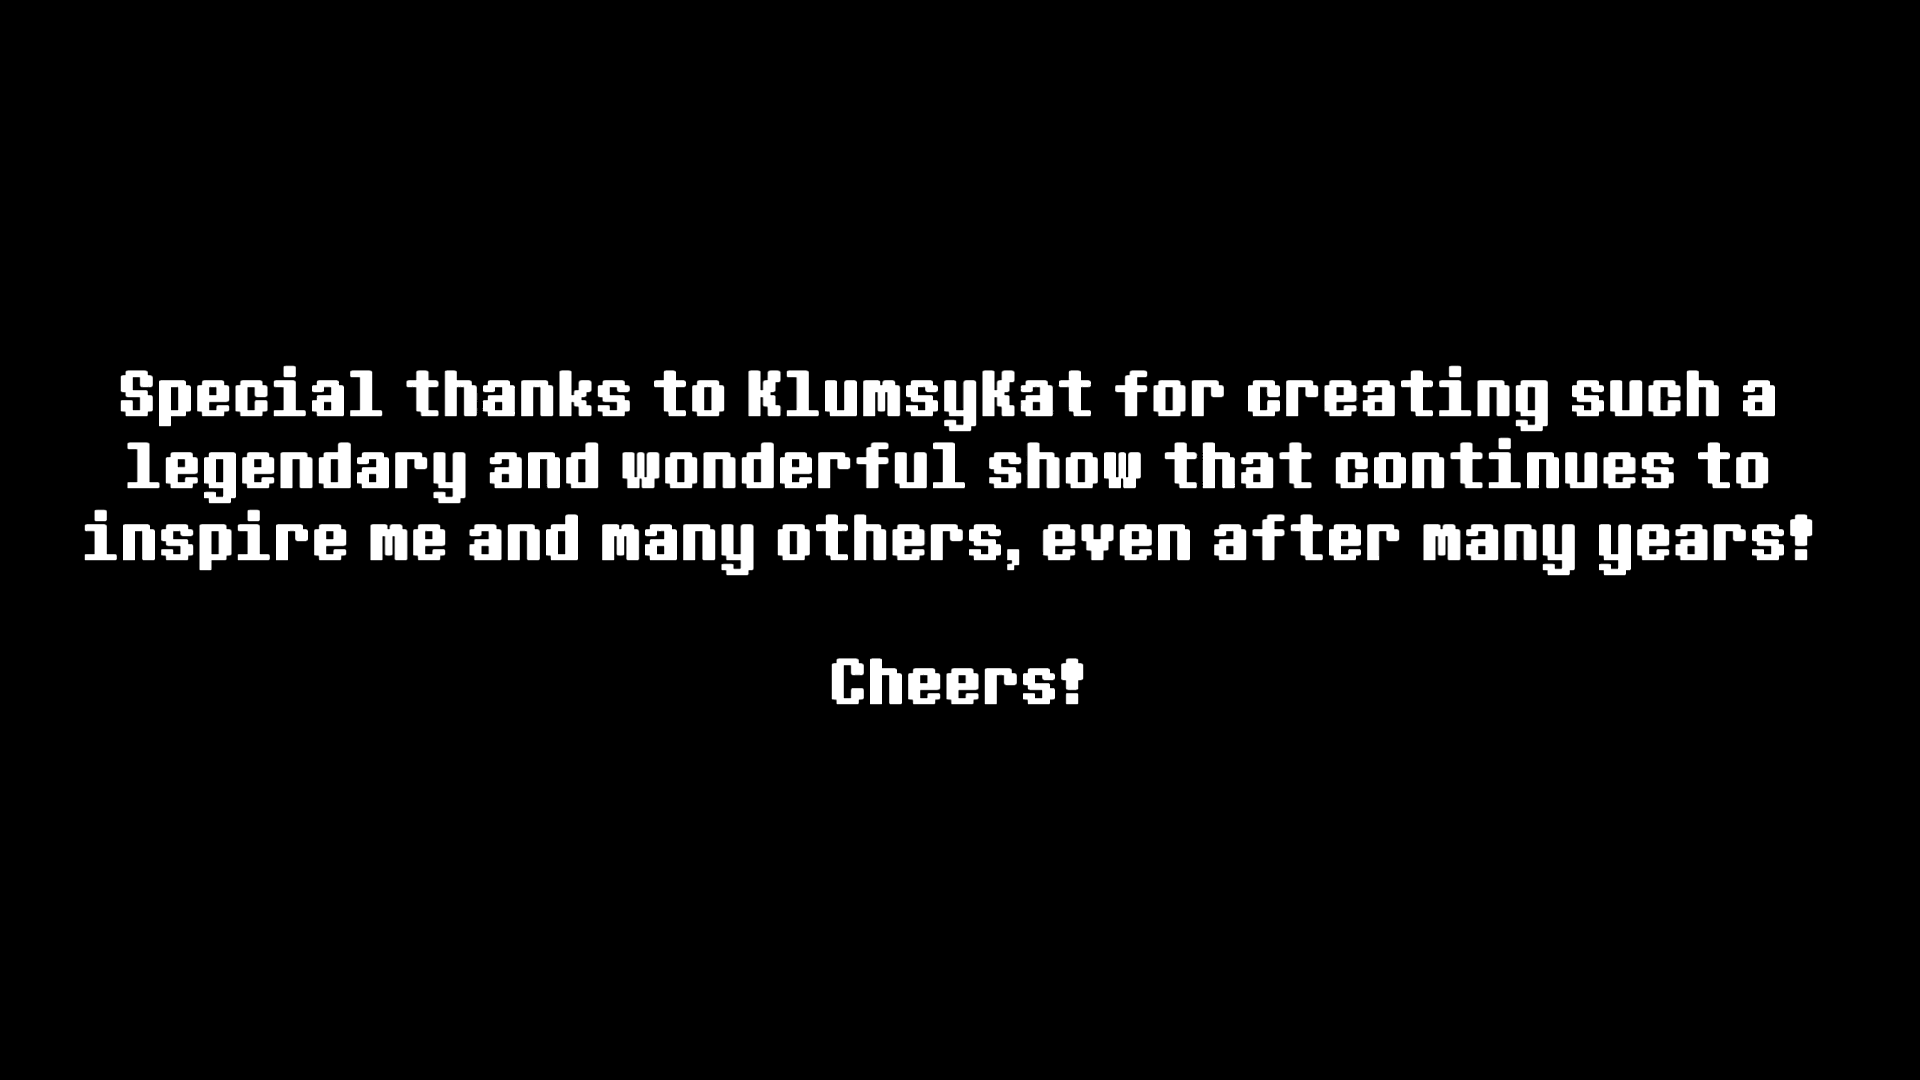 Special thanks to KlumsyKat for creating such a
legendary and wonderful show that continues to
inspire me and many others, even after many years!
Cheers!